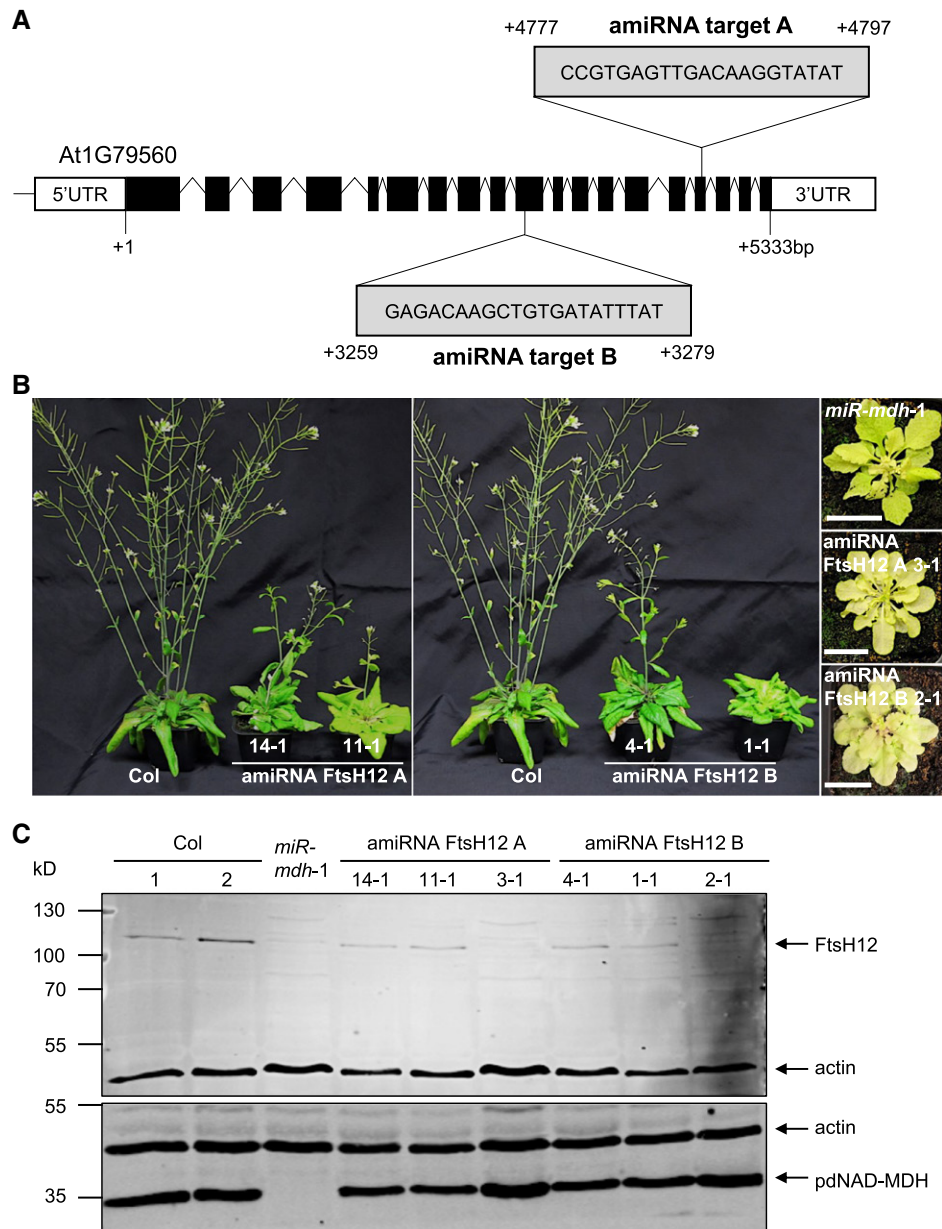 A
+4777 amiRNA target A +4797
CCGTGAGTTGACAAGGTATAT
At1G79560
5'UTR 3'UTR
+1 +5333bp
GAGACAAGCTGTGATATTTAT
+3259 amiRNA target B +3279
B
Col
14-1 11-1
amiRNA FtsH12 A
Col
4-1 1-1
amiRNA FtsH12 B
miR-mdh-1
amiRNA
FtsH12 A 3-1
amiRNA
FtsH12 B 2-1
C
kD
Col miR-mdh-1 amiRNA FtsH12 A amiRNA FtsH12 B
1 2 14-1 11-1 3-1 4-1 1-1 2-1
130
100
70
55
FtsH12
actin
55
35
actin
pdNAD-MDH